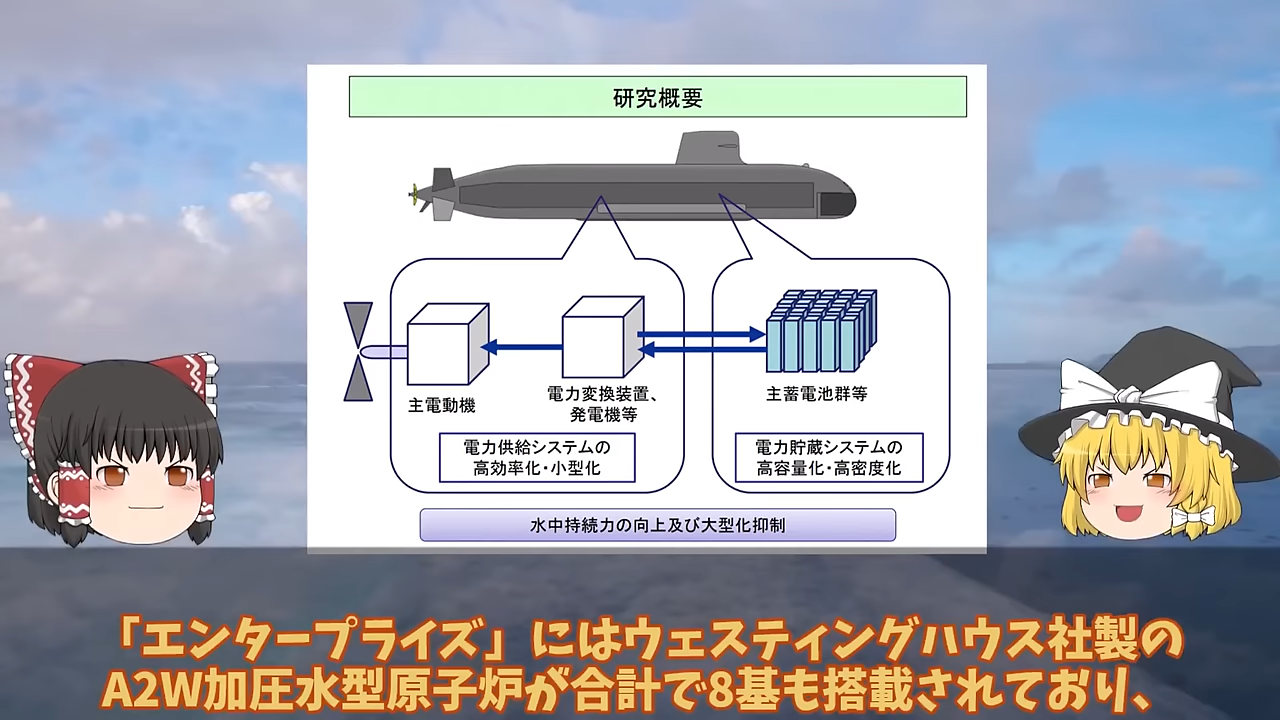 研究概要
主電動機
電力変換装置、
発電機等
主蓄電池群等
電力供給システムの
高効率化・小型化
電力貯蔵システムの
高容量化・高密度化
水中持続力の向上及び大型化抑制
「エンタープライズ」にはウェスティングハウス社製の
A2W加圧水型原子炉が合計で8基も搭載されており、